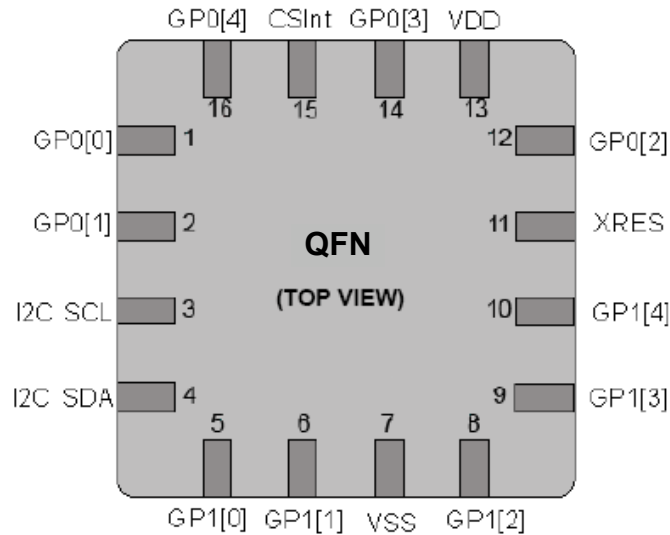 GP0[4] CSInt GP0[3] VDD
16 15 14 13
GP0[0] 1 12 GP0[2]
GP0[1] 2 11 XRES
QFN
(TOP VIEW)
I2C SCL 3 10 GP1[4]
I2C SDA 4 9 GP1[3]
5 6 7 8
GP1[0] GP1[1] VSS GP1[2]